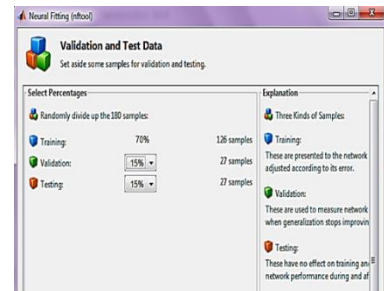 Neural Fitting (nftool)
Validation and Test Data
Set aside some samples for validation and testing.
Select Percentages
Randomly divide up the 180 samples:
Training: 70% 126 samples
Validation: 15% 27 samples
Testing: 15% 27 samples
Explanation
Three Kinds of Samples:
Training:
These are presented to the network
adjusted according to its error.
Validation:
These are used to measure network
when generalization stops improvin
Testing:
These have no effect on training an
network performance during and af